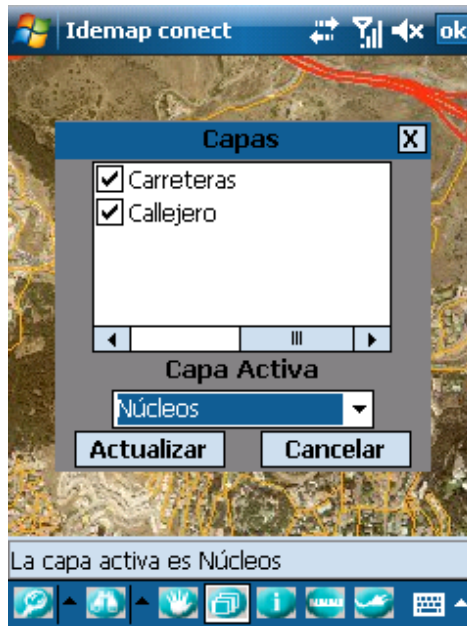 Idemap conect
ok
Capas
X
Carreteras
Callejero
Capa Activa
Núcleos
Actualizar
Cancelar
La capa activa es Núcleos